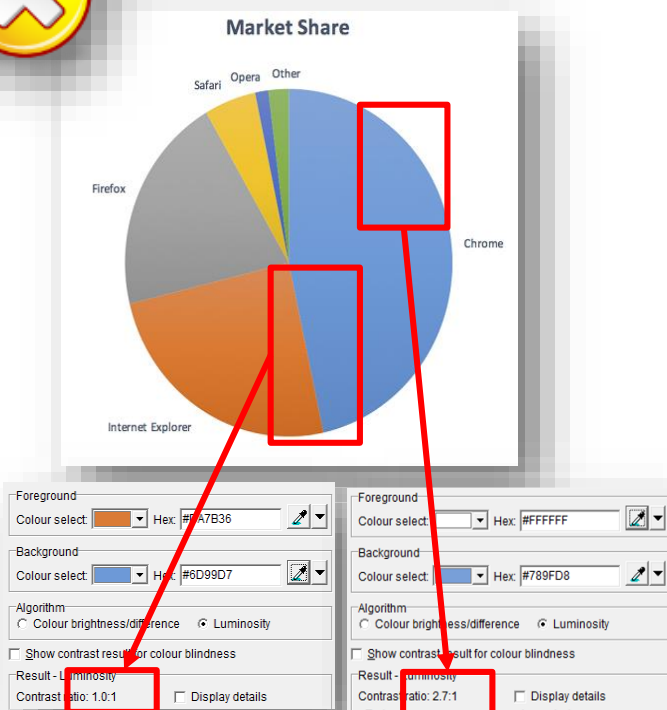 Market Share
Safari
Opera
Other
Firefox
Chrome
Internet Explorer
Foreground
Colour select:
Hex:
Background
Colour select:
Hex: #6D99D7
Algorithm
Colour brightness/difference
Luminosity
Show contrast result for colour blindness
Result - Luminosity
Contrast ratio: 1.0:1
Display details
Foreground
Colour select:
Hex: #FFFFFF
Background
Colour select:
Hex: #789FD8
Algorithm
Colour brightness/difference
Luminosity
Show contrast result for colour blindness
Result - Luminosity
Contrast ratio: 2.7:1
Display details